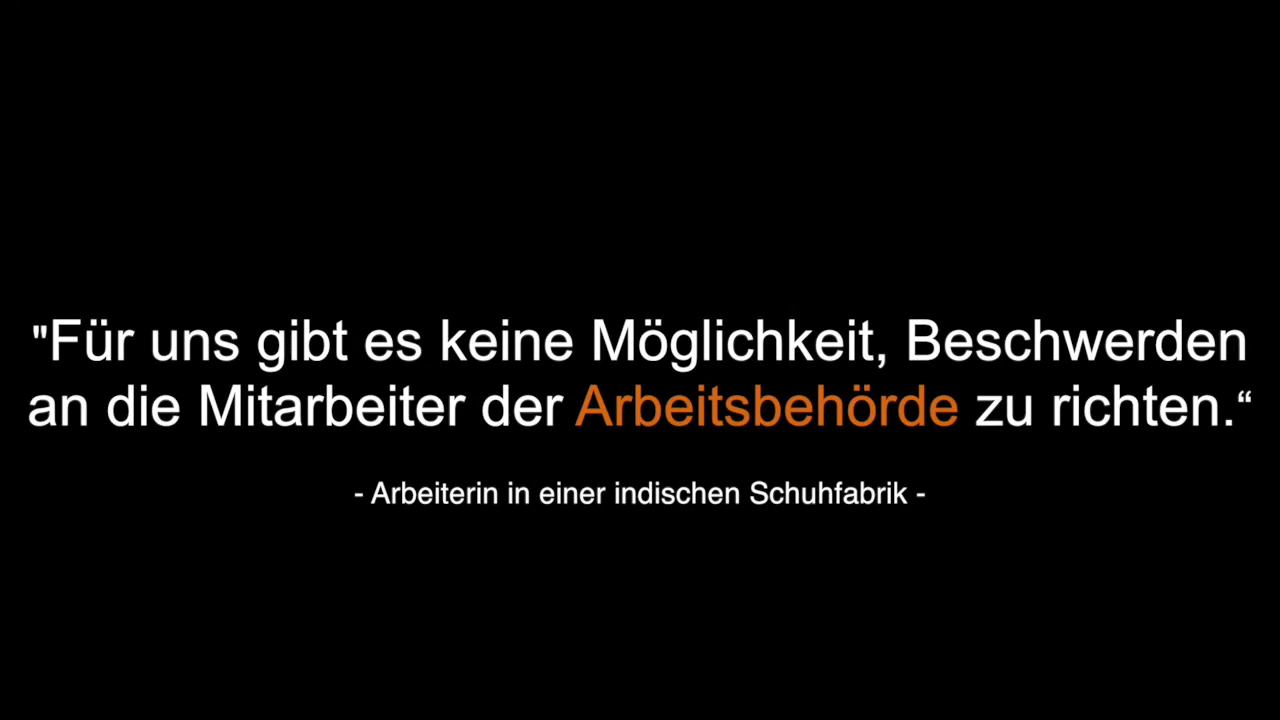 "Für uns gibt es keine Möglichkeit, Beschwerden
an die Mitarbeiter der Arbeitsbehörde zu richten.“
- Arbeiterin in einer indischen Schuhfabrik -